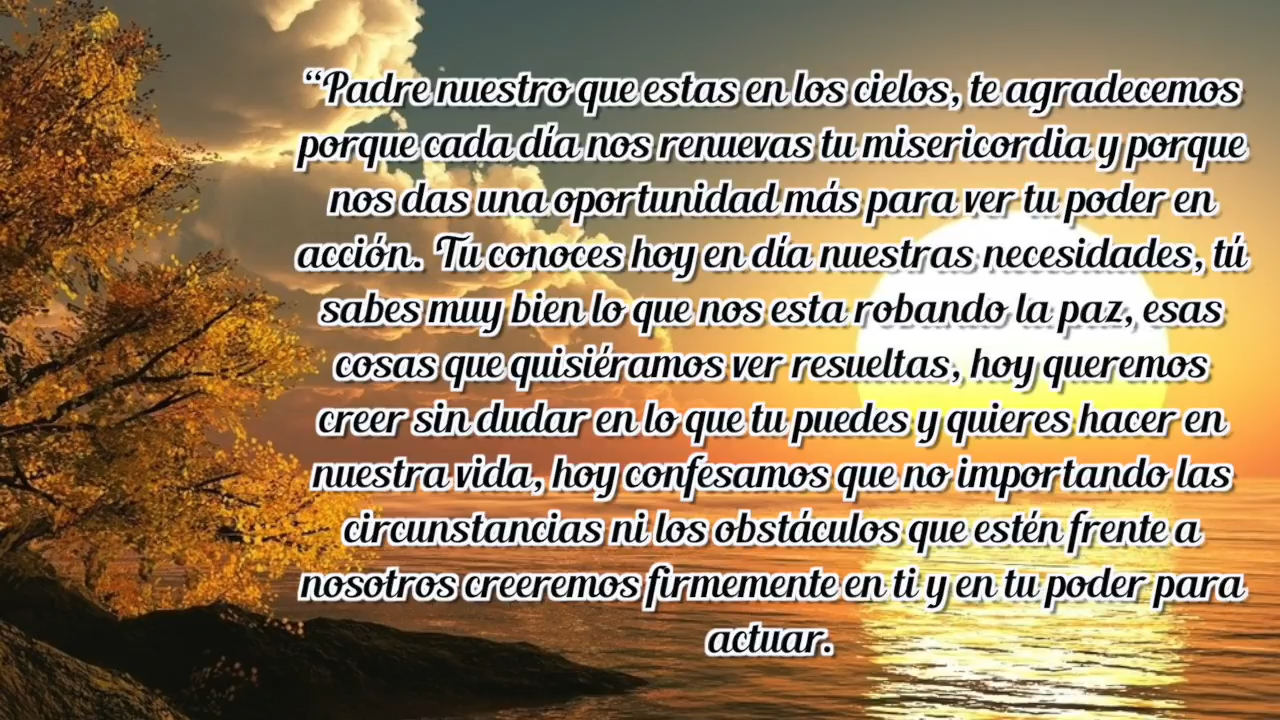 “Padre nuestro que estas en los cielos, te agradecemos
porque cada día nos renuevas tu misericordia y porque
nos das una oportunidad más para ver tu poder en
acción. Tu conoces hoy en día nuestras necesidades, tú
sabes muy bien lo que nos esta robando la paz, esas
cosas que quisiéramos ver resueltas, hoy queremos
creer sin dudar en lo que tu puedes y quieres hacer en
nuestra vida, hoy confesamos que no importando las
circunstancias ni los obstáculos que estén frente a
nosotros creeremos firmemente en ti y en tu poder para
actuar.